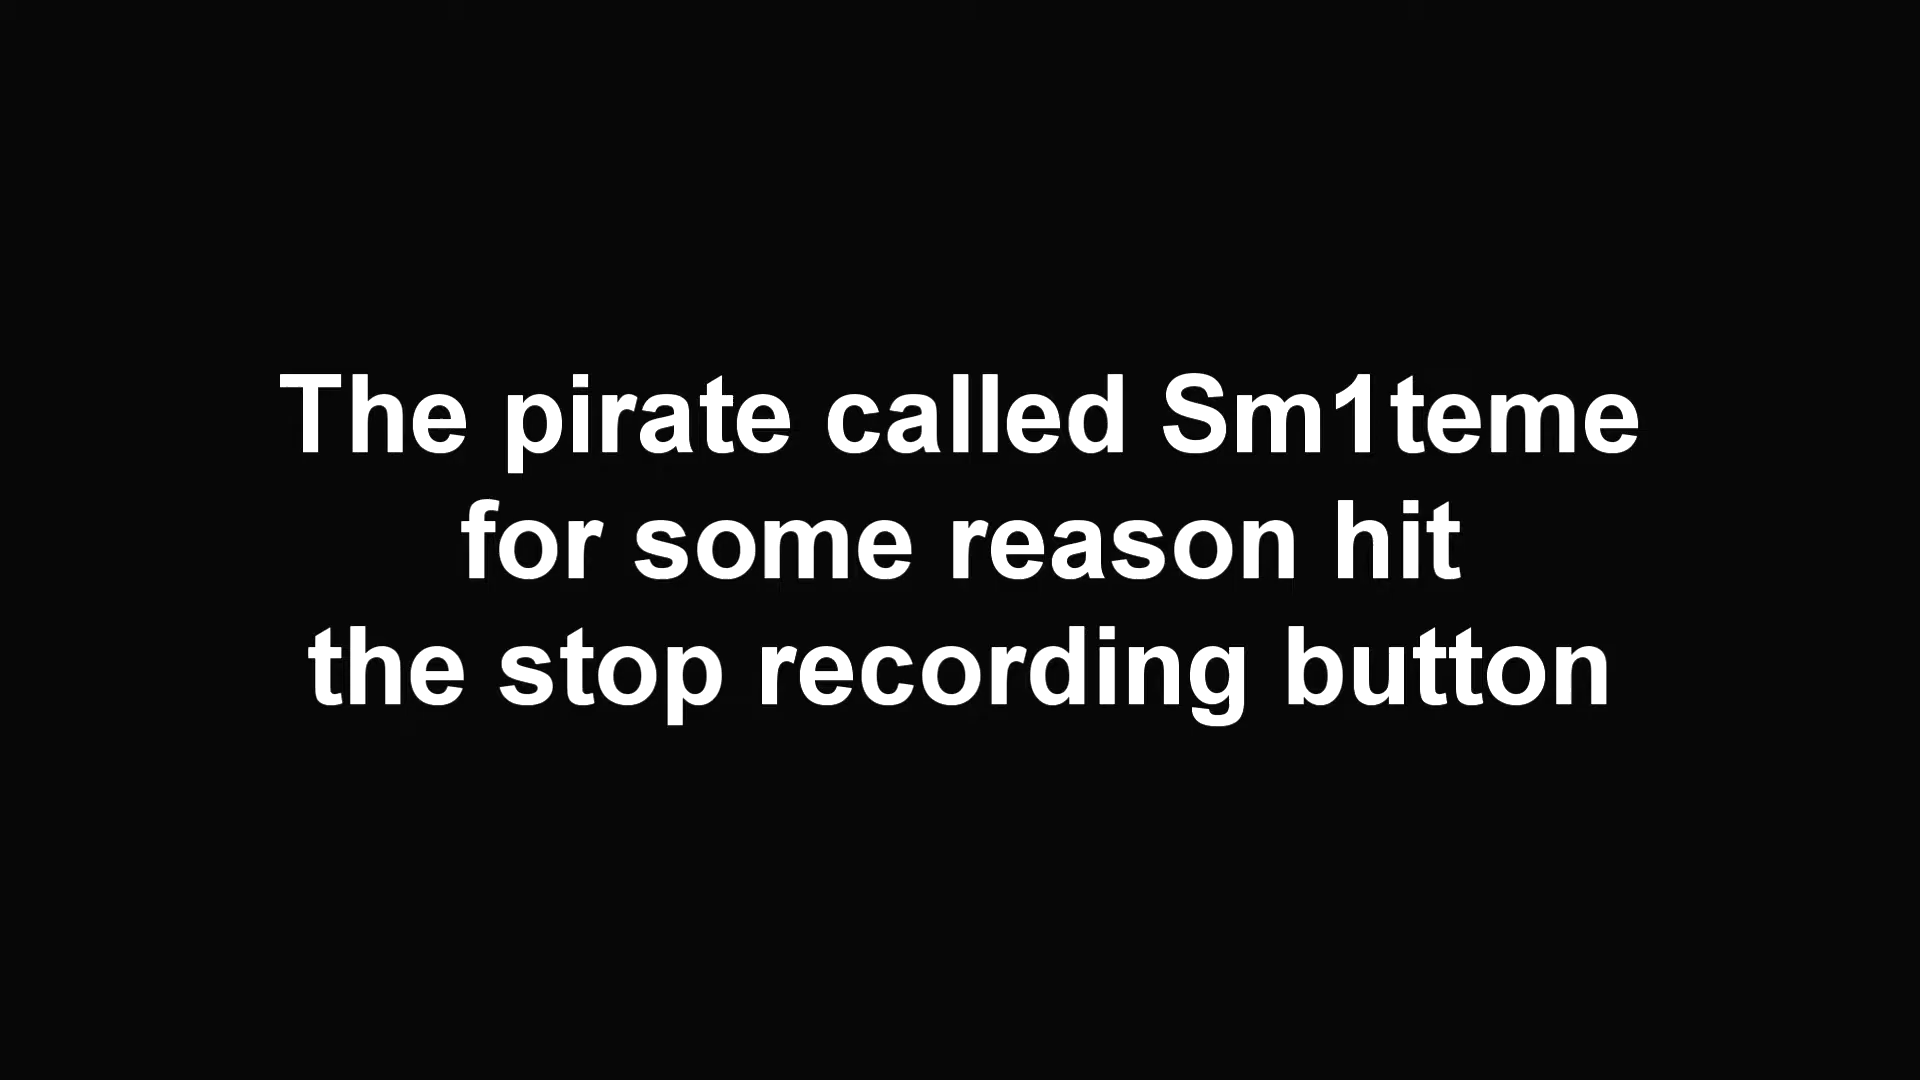 The pirate called Sm1teme
for some reason hit
the stop recording button